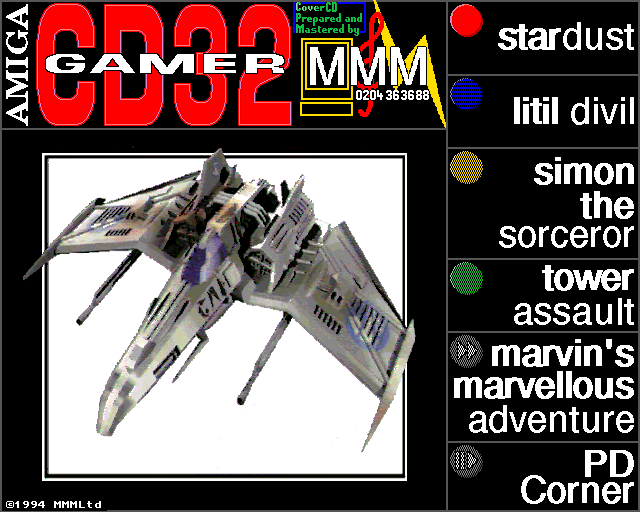 AMIGA
CD32
GAMER
CoverCD
Prepared and
Mastered by
MMM
0204 363688
stardust
litil divil
simon
the
sorceror
tower
assault
marvin's
marvellous
adventure
PD
Corner
©1994 MMMLtd